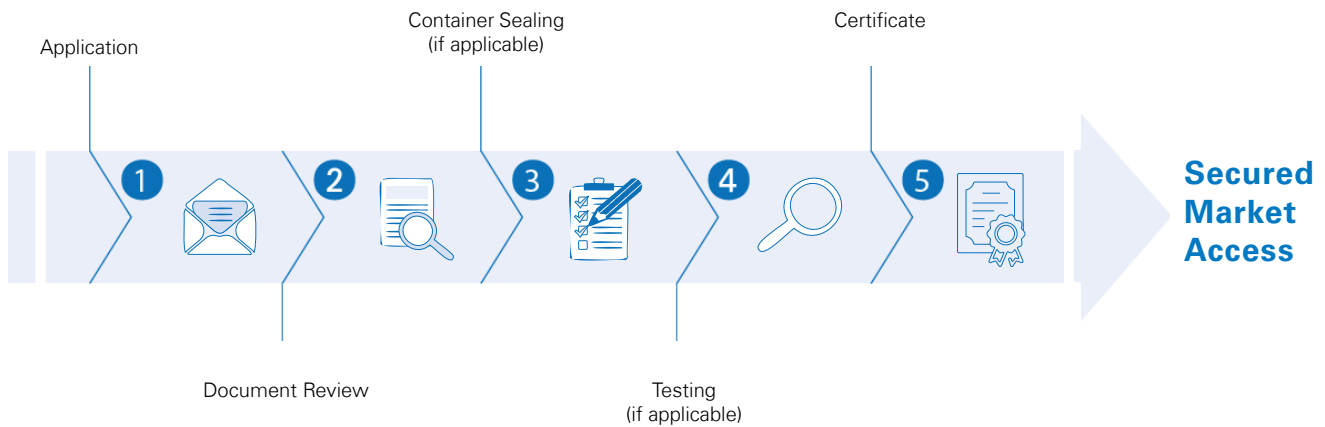 Application
Container Sealing
(if applicable)
Certificate
1
2
3
4
5
Secured
Market
Access
Document Review
Testing
(if applicable)